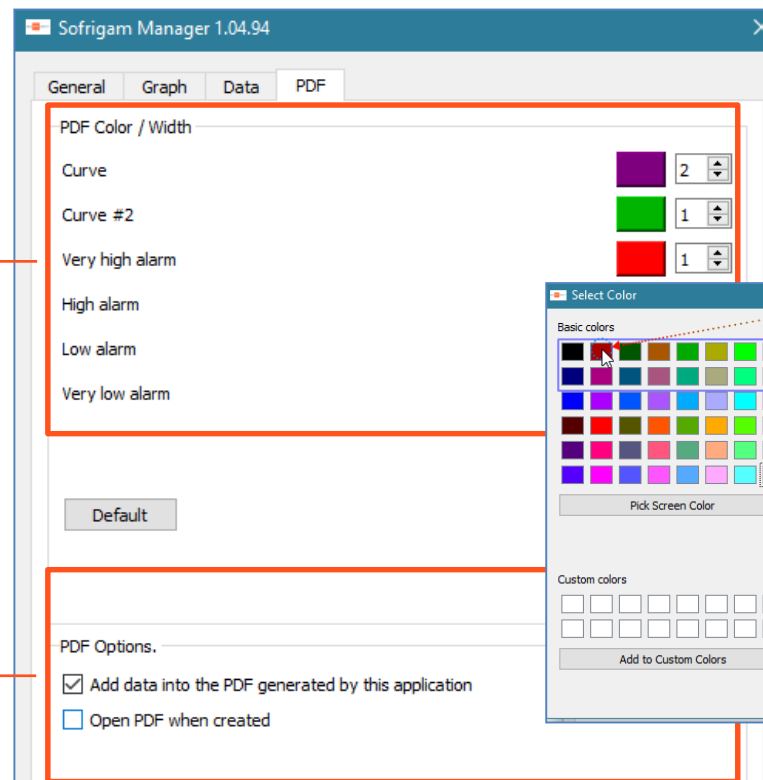 Sofrigam Manager 1.04.94
General Graph Data PDF
PDF Color / Width
Curve 2
Curve #2 1
Very high alarm 1
High alarm
Low alarm
Very low alarm
Default
Select Color
Basic colors
Pick Screen Color
Custom colors
Add to Custom Colors
PDF Options.
Add data into the PDF generated by this application
Open PDF when created